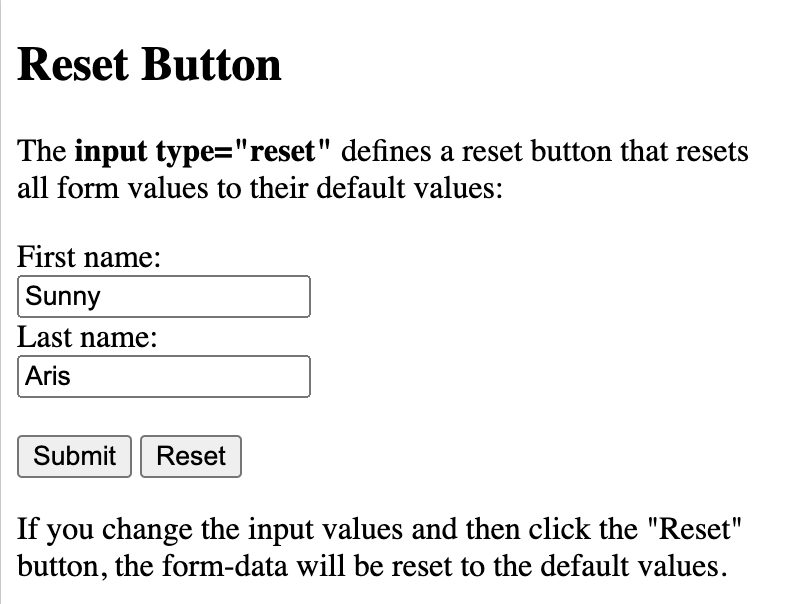 Reset Button
The input type="reset" defines a reset button that resets
all form values to their default values:
First name:
Sunny
Last name:
Aris
Submit Reset
If you change the input values and then click the "Reset"
button, the form-data will be reset to the default values.